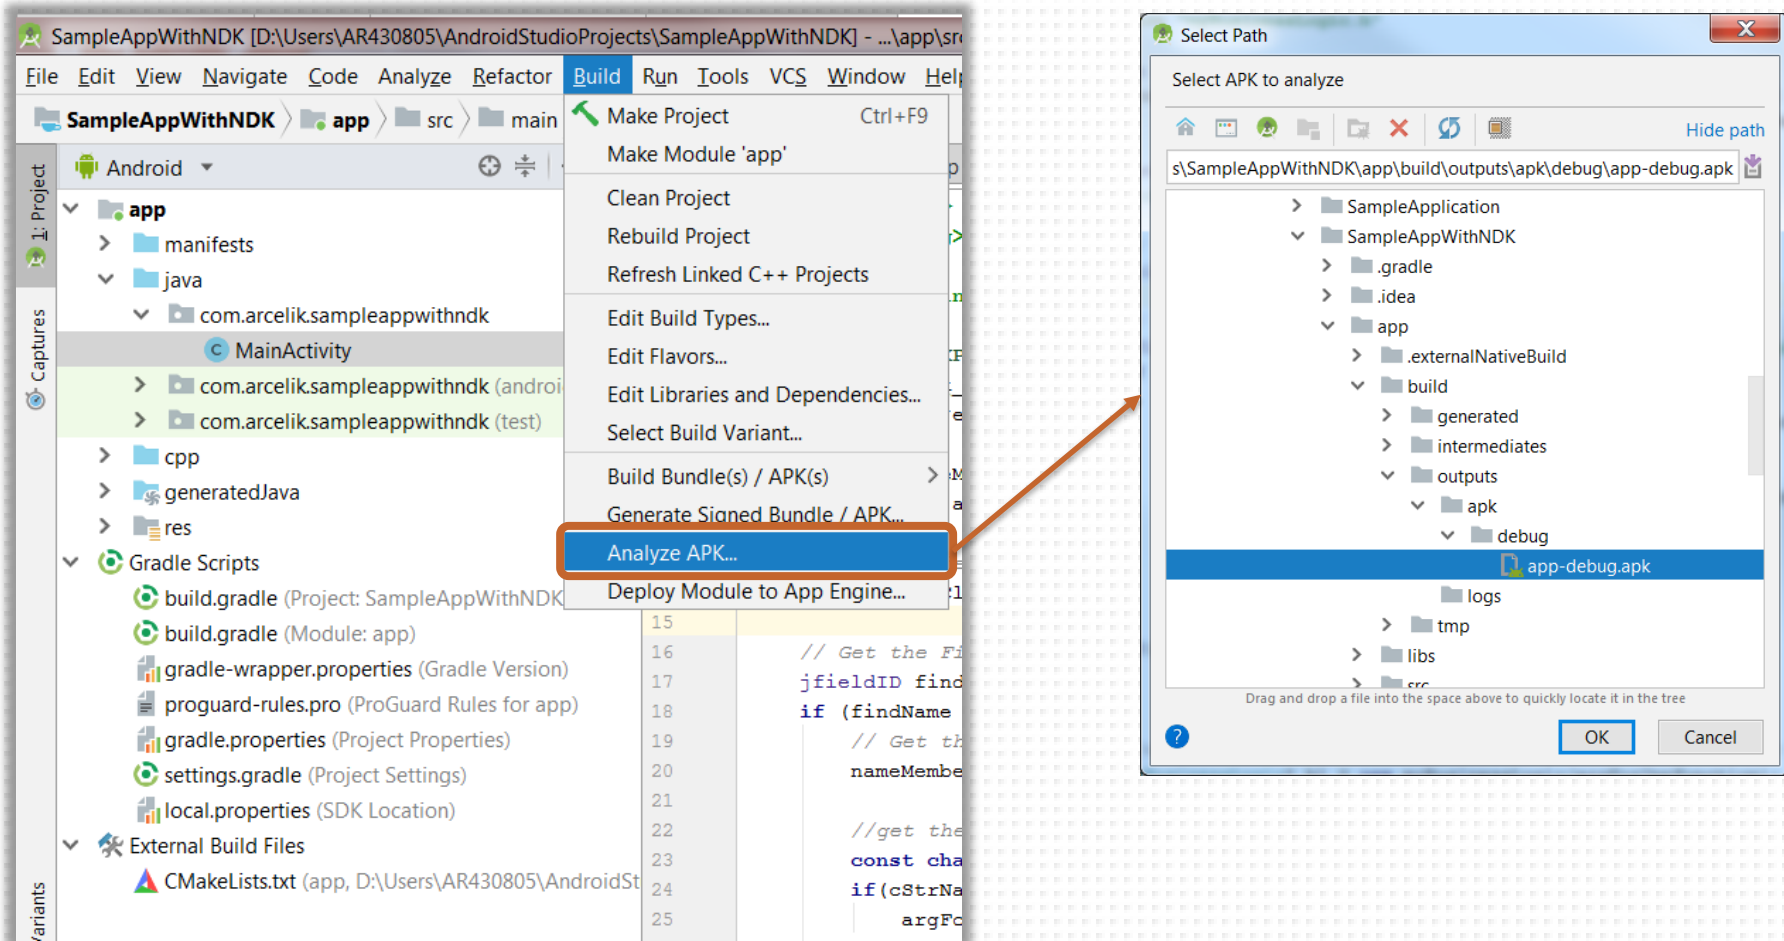 SampleAppWithNDK [D:\Users\AR430805\AndroidStudioProjects\SampleAppWithNDK] - ...\app\src
File Edit View Navigate Code Analyze Refactor Build Run Tools VCS Window Help
SampleAppWithNDK app src main
1: Project
Captures
Variants
Android
app
manifests
java
com.arcelik.sampleappwithndk
MainActivity
com.arcelik.sampleappwithndk (androi
com.arcelik.sampleappwithndk (test)
cpp
generatedJava
res
Gradle Scripts
build.gradle (Project: SampleAppWithNDK
build.gradle (Module: app)
gradle-wrapper.properties (Gradle Version)
proguard-rules.pro (ProGuard Rules for app)
gradle.properties (Project Properties)
settings.gradle (Project Settings)
local.properties (SDK Location)
External Build Files
CMakeLists.txt (app, D:\Users\AR430805\AndroidSt
Make Project Ctrl+F9
Make Module 'app'
Clean Project
Rebuild Project
Refresh Linked C++ Projects
Edit Build Types...
Edit Flavors...
Edit Libraries and Dependencies...
Select Build Variant...
Build Bundle(s) / APK(s)
Generate Signed Bundle / APK...
Analyze APK...
Deploy Module to App Engine...
15
16 // Get the Fi
17 jfieldID find
18 if (findName
19 // Get th
20 nameMembe
21
22 //get the
23 const cha
24 if(cStrNa
25 argFo
Select Path
X
Select APK to analyze
Hide path
s\SampleAppWithNDK\app\build\outputs\apk\debug\app-debug.apk
SampleApplication
SampleAppWithNDK
.gradle
.idea
app
.externalNativeBuild
build
generated
intermediates
outputs
apk
debug
app-debug.apk
logs
tmp
libs
src
Drag and drop a file into the space above to quickly locate it in the tree
?
OK Cancel